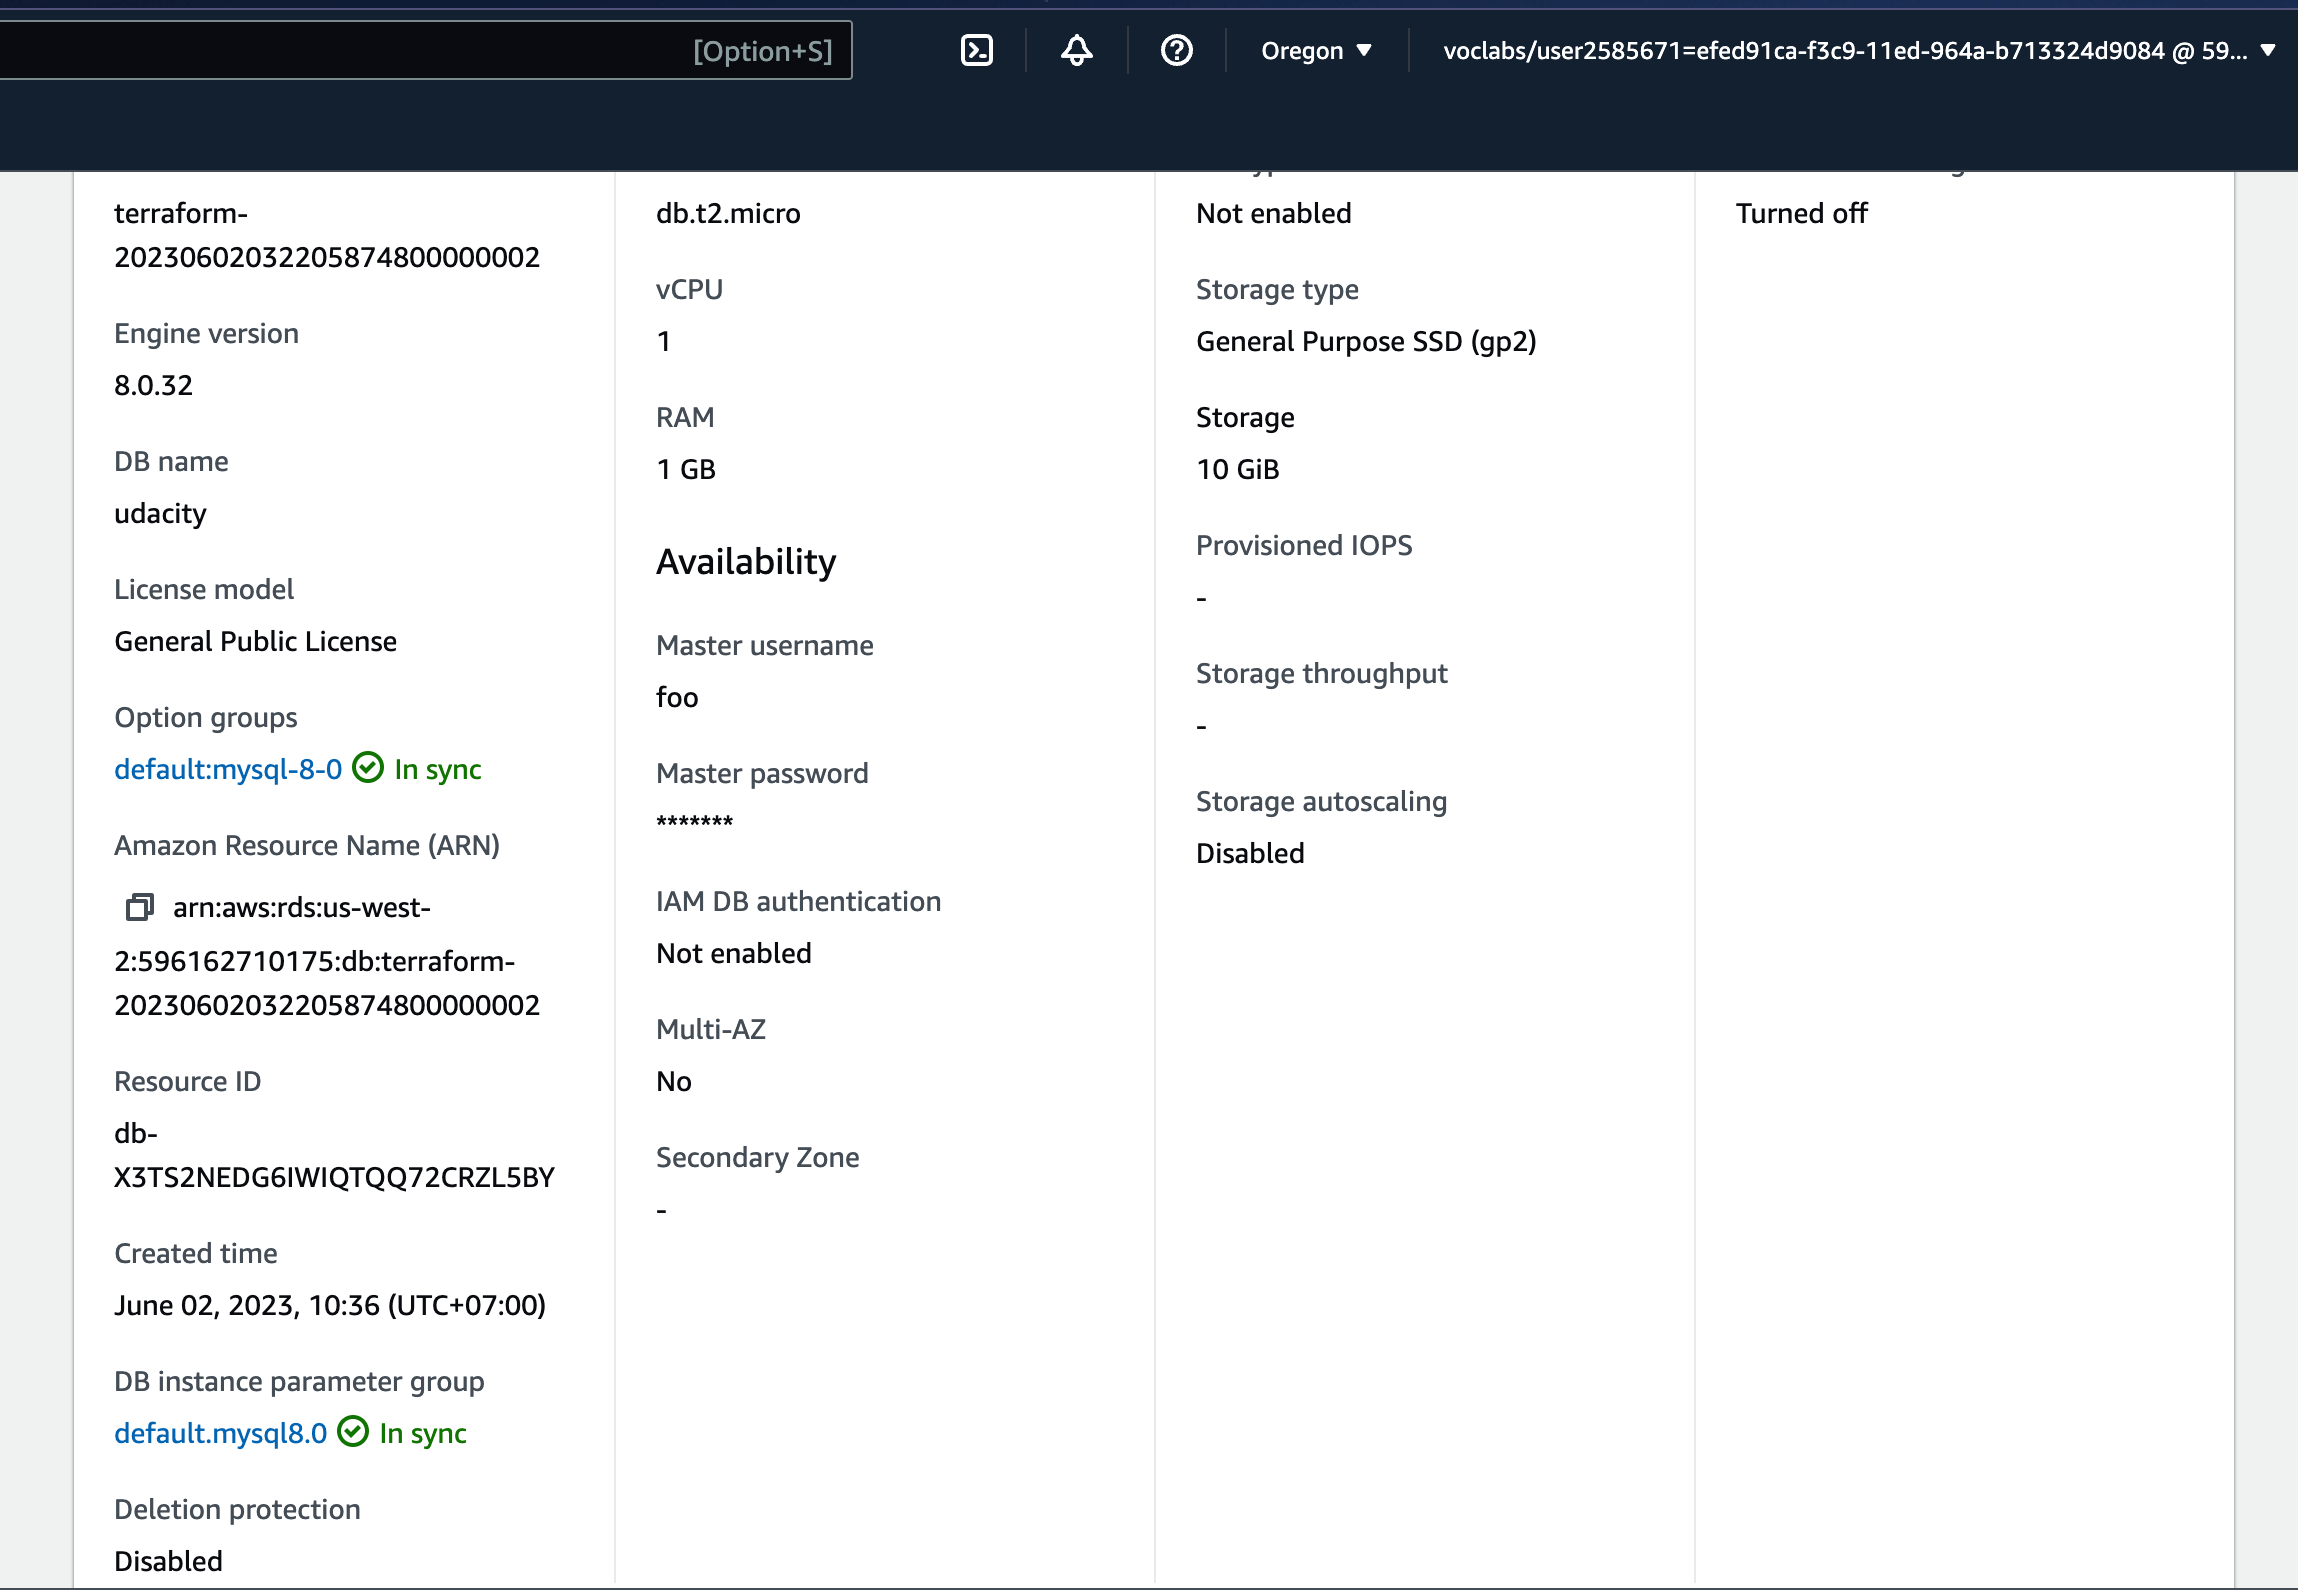 [Option+S]
Oregon
voclabs/user2585671=efed91ca-f3c9-11ed-964a-b713324d9084 @ 59...
terraform-
20230602032205874800000002
Engine version
8.0.32
DB name
udacity
License model
General Public License
Option groups
default:mysql-8-0 In sync
Amazon Resource Name (ARN)
arn:aws:rds:us-west-
2:596162710175:db:terraform-
20230602032205874800000002
Resource ID
db-
X3TS2NEDG6IWIQTQQ72CRZL5BY
Created time
June 02, 2023, 10:36 (UTC+07:00)
DB instance parameter group
default.mysql8.0 In sync
Deletion protection
Disabled
db.t2.micro
vCPU
1
RAM
1 GB
Availability
Master username
foo
Master password
*******
IAM DB authentication
Not enabled
Multi-AZ
No
Secondary Zone
-
Not enabled
Storage type
General Purpose SSD (gp2)
Storage
10 GiB
Provisioned IOPS
-
Storage throughput
-
Storage autoscaling
Disabled
Turned off